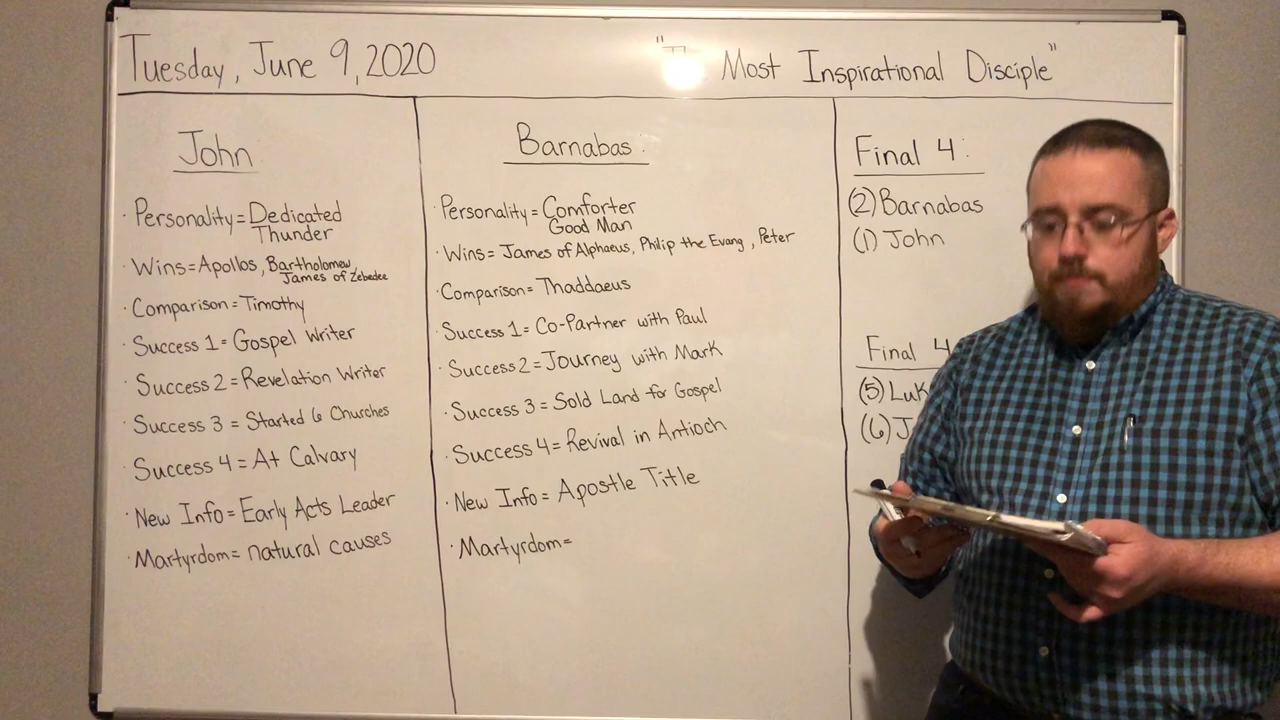 Tuesday, June 9, 2020
" Most Inspirational Disciple"
John
· Personality = Dedicated
Thunder
· Wins = Apollos, Bartholomew
James of Zebedee
· Comparison = Timothy
· Success 1 = Gospel Writer
· Success 2 = Revelation Writer
· Success 3 = Started 6 Churches
· Success 4 = At Calvary
· New Info = Early Acts Leader
· Martyrdom = natural causes
Barnabas
· Personality = Comforter
Good Man
· Wins = James of Alphaeus, Philip the Evang, Peter
· Comparison = Thaddaeus
· Success 1 = Co-Partner with Paul
· Success 2 = Journey with Mark
· Success 3 = Sold Land for Gospel
· Success 4 = Revival in Antioch
· New Info = Apostle Title
· Martyrdom =
Final 4:
(2) Barnabas
(1) John
Final 4
(5) Luk
(6) J